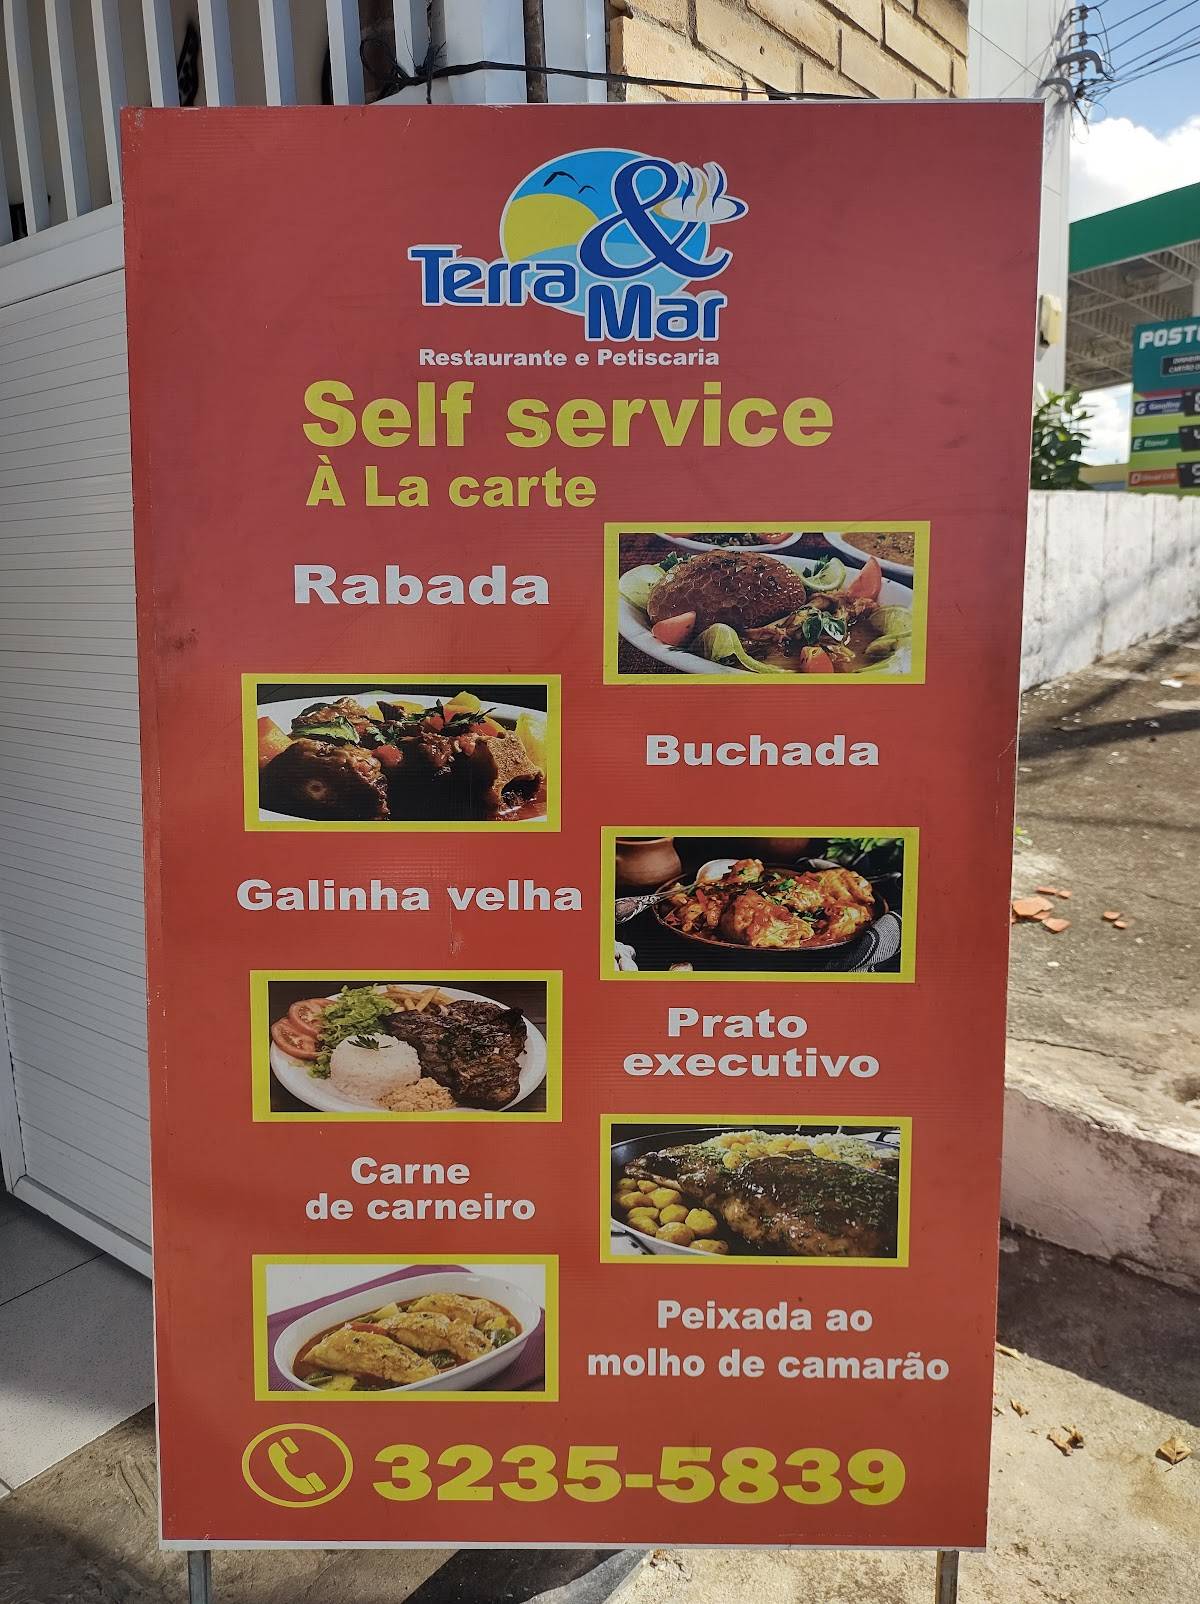 Terra & Mar
Restaurante e Petiscaria
Self service
À La carte
Rabada
Buchada
Galinha velha
Prato
executivo
Carne
de carneiro
Peixada ao
molho de camarão
3235-5839
POSTO